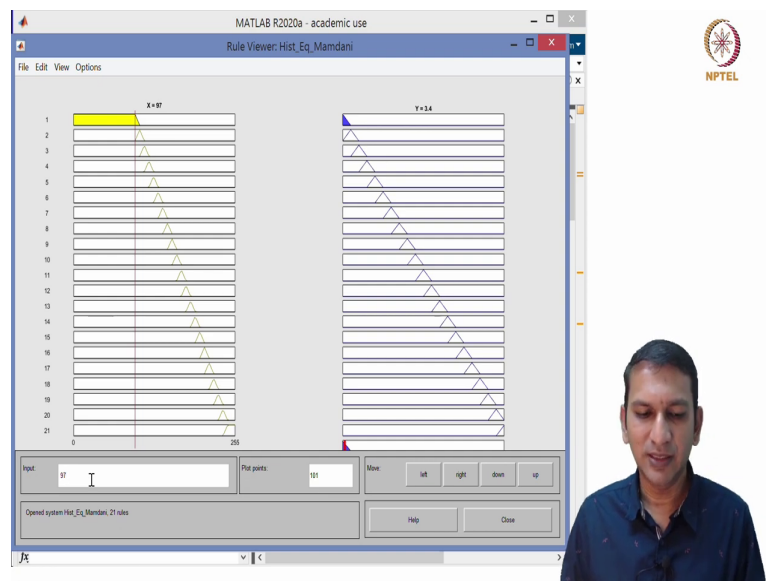 MATLAB R2020a - academic use
Rule Viewer: Hist_Eq_Mamdani
File Edit View Options
X = 97
Y = 3.4
1
2
3
4
5
6
7
8
9
10
11
12
13
14
15
16
17
18
19
20
21
0
255
Input:
97
Plot points:
101
Move:
left
right
down
up
Opened system Hist_Eq_Mamdani, 21 rules
Help
Close
fx
NPTEL